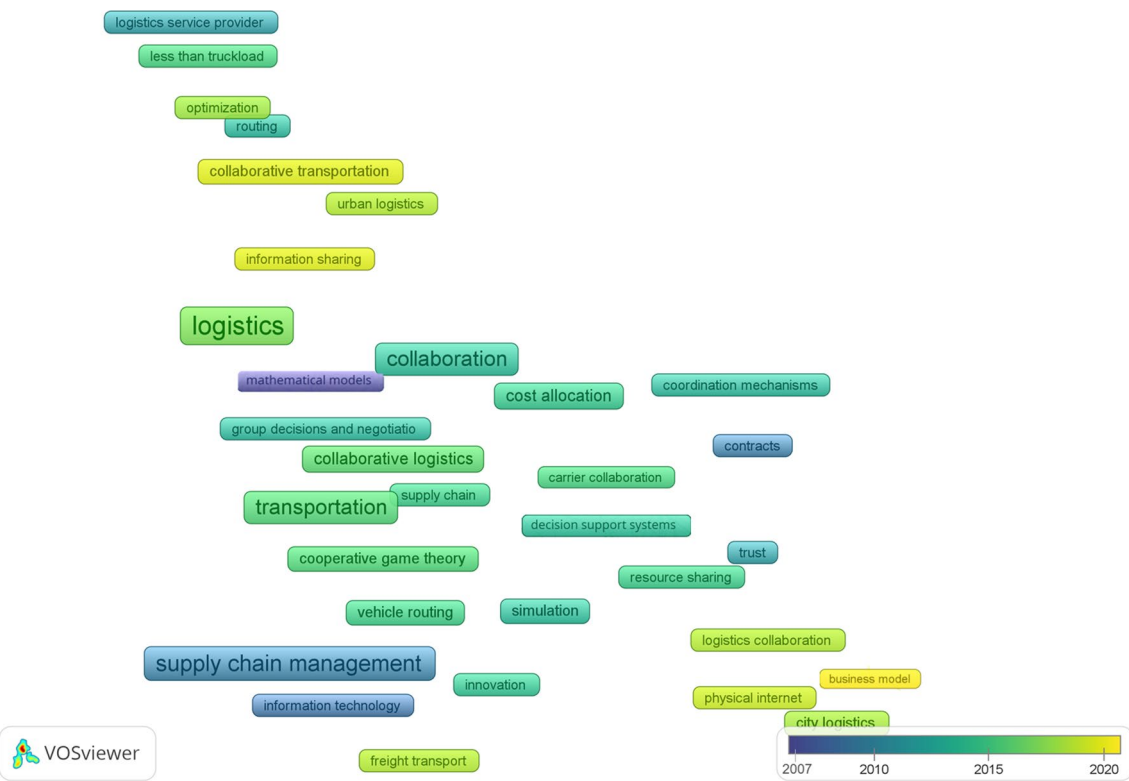 logistics service provider
less than truckload
optimization
routing
collaborative transportation
urban logistics
information sharing
logistics
collaboration
mathematical models
coordination mechanisms
cost allocation
group decisions and negotiatio
contracts
collaborative logistics
carrier collaboration
supply chain
transportation
decision support systems
trust
cooperative game theory
resource sharing
vehicle routing
simulation
logistics collaboration
supply chain management
business model
innovation
physical internet
information technology
city logistics
VOSviewer
freight transport
2007 2010 2015 2020